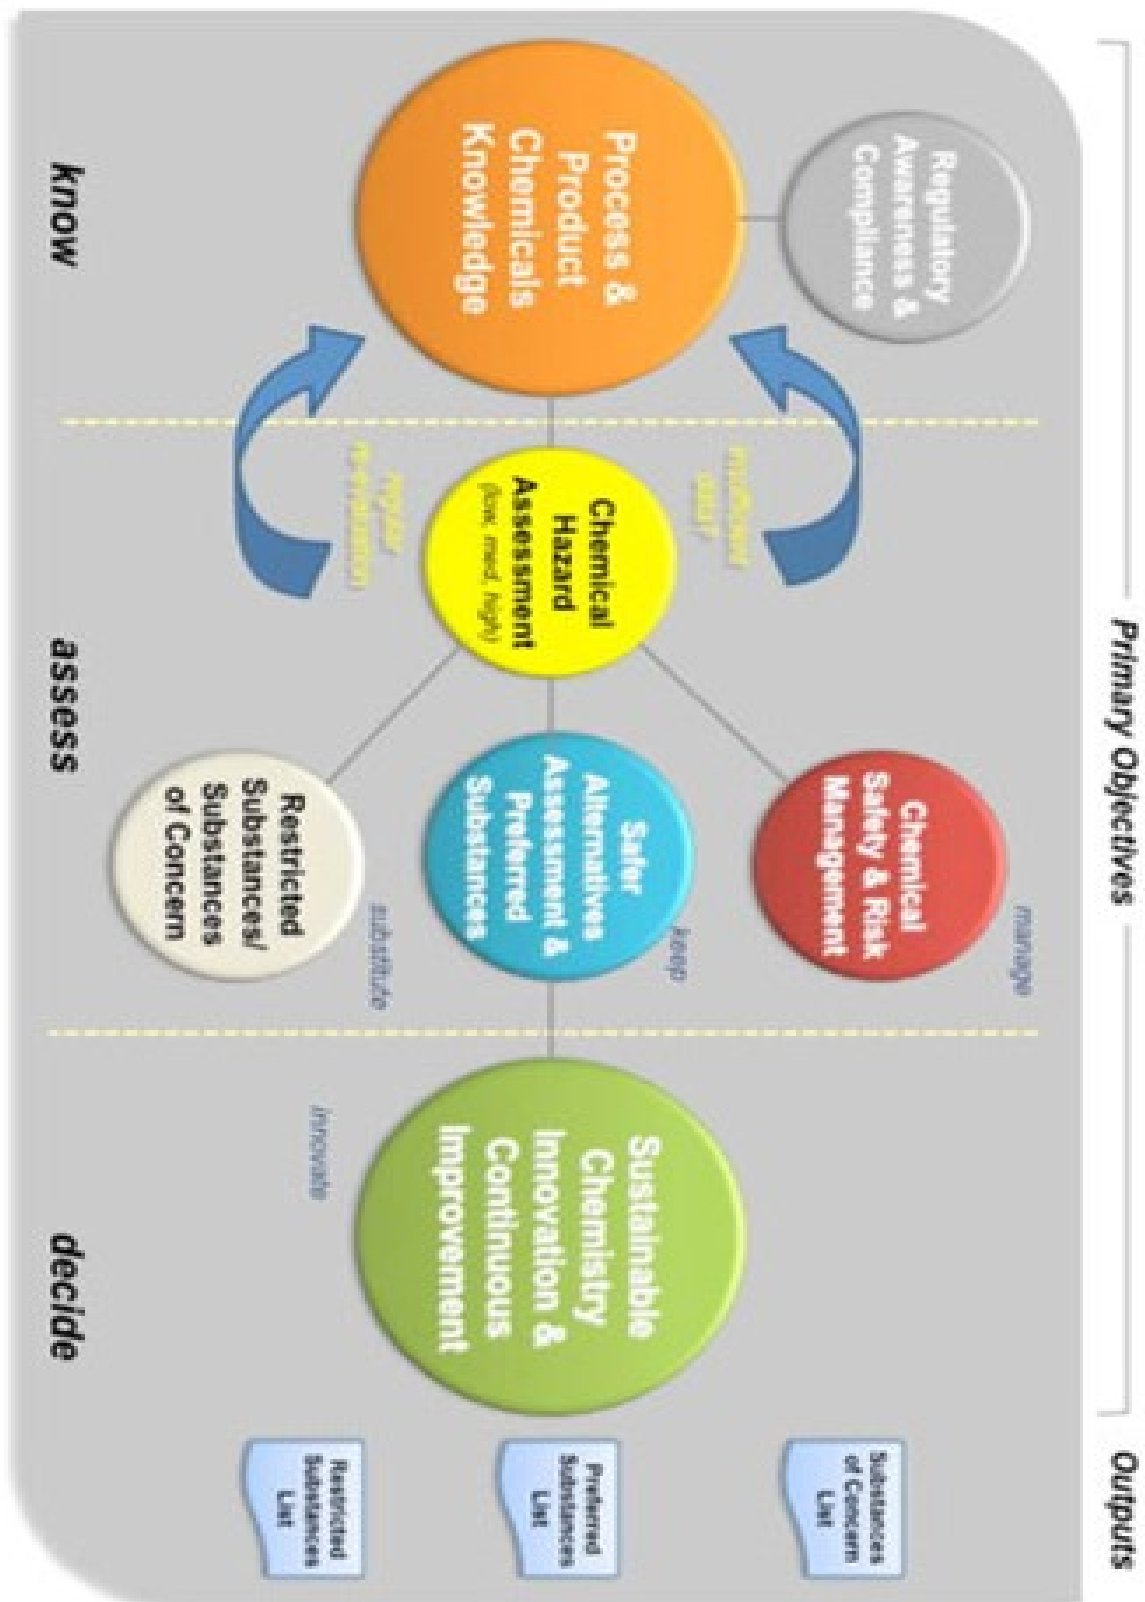 Primary Objectives
Outputs
Regulatory
Awareness &
Compliance
Process &
Product
Chemicals
Knowledge
Chemical
Hazard
Assessment
(low, med, high)
insufficient
data?
regular
re-evaluation
Chemical
Safety & Risk
Management
manage
Safer
Alternatives
Assessment &
Preferred
Substances
keep
Restricted
Substances/
Substances
of Concern
substitute
Sustainable
Chemistry
Innovation &
Continuous
Improvement
innovate
Substances
of Concern
List
Preferred
Substances
List
Restricted
Substances
List
know
assess
decide